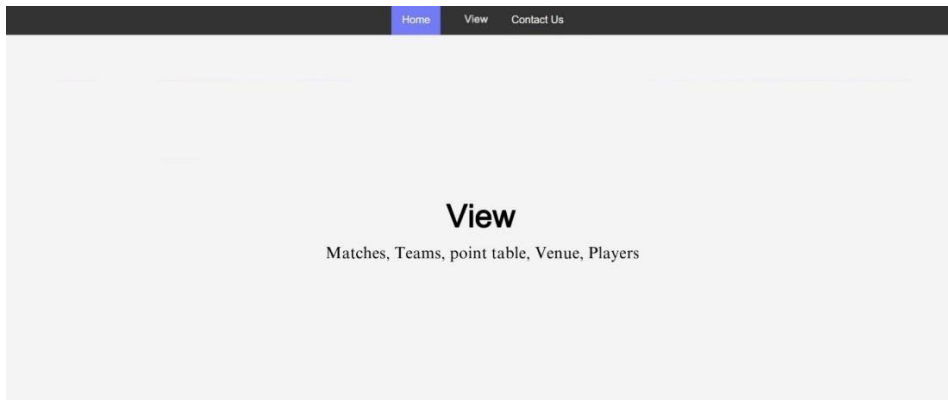 Home View Contact Us
View
Matches, Teams, point table, Venue, Players